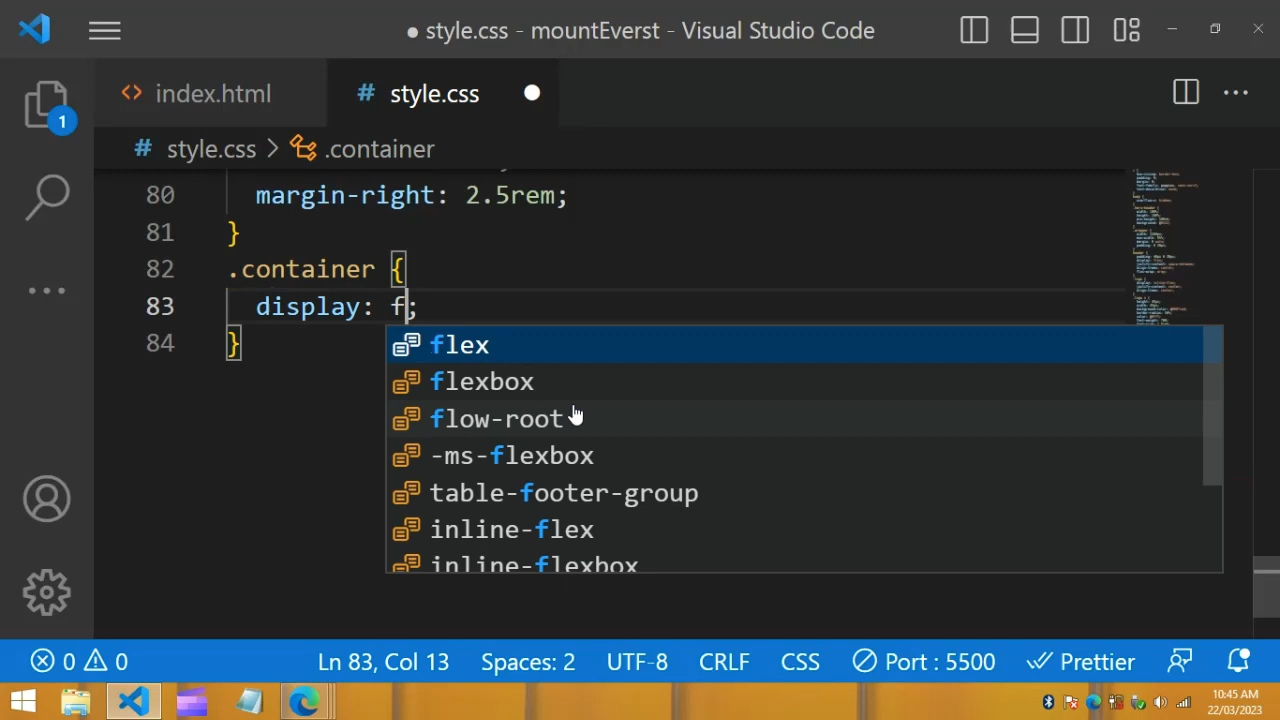 ● style.css - mountEverst - Visual Studio Code
<> index.html
# style.css
1
# style.css > .container
80 margin-right: 2.5rem;
81 }
82 .container {
83 display: f;
84 }
flex
flexbox
flow-root
-ms-flexbox
table-footer-group
inline-flex
inline-flexbox
0 0 Ln 83, Col 13 Spaces: 2 UTF-8 CRLF CSS Port : 5500 Prettier
10:45 AM
22/03/2023